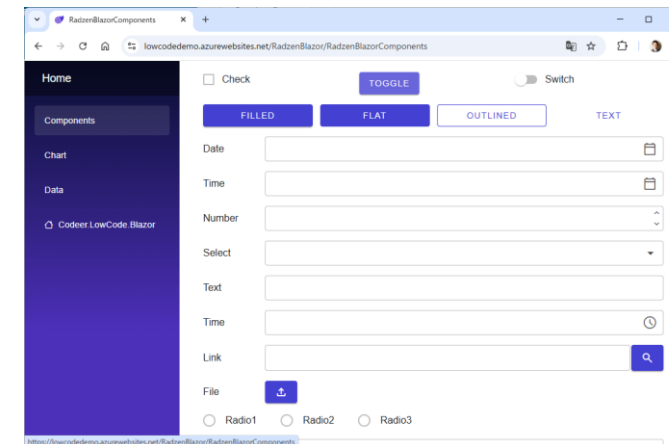 RadzenBlazorComponents
lowcodedemo.azurewebsites.net/RadzenBlazor/RadzenBlazorComponents
Home
Check
TOGGLE
Switch
Components
FILLED
FLAT
OUTLINED
TEXT
Date
Chart
Time
Data
Number
Codeer.LowCode.Blazor
Select
Text
Time
Link
File
Radio1
Radio2
Radio3
https://lowcodedemo.azurewebsites.net/RadzenBlazor/RadzenBlazorComponents